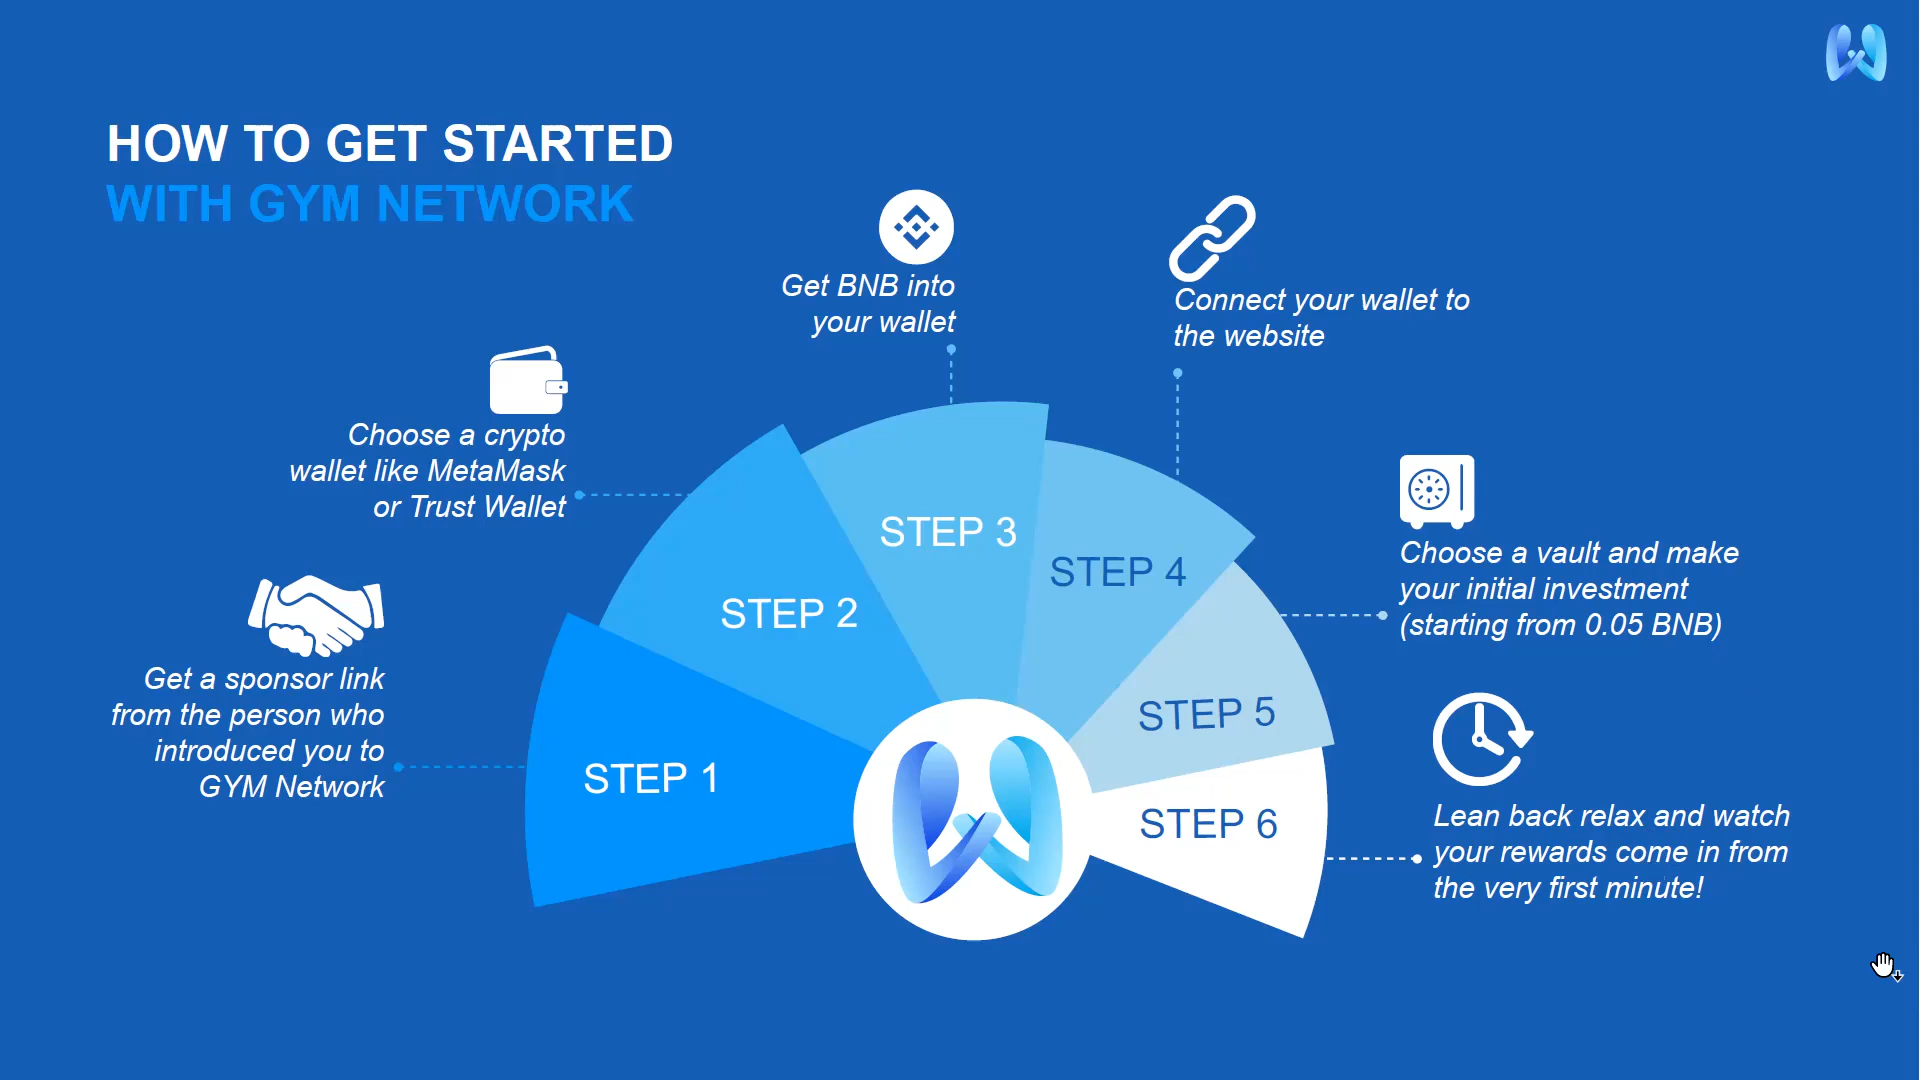 HOW TO GET STARTED
WITH GYM NETWORK
Get a sponsor link
from the person who
introduced you to
GYM Network
STEP 1
Choose a crypto
wallet like MetaMask
or Trust Wallet
STEP 2
Get BNB into
your wallet
STEP 3
Connect your wallet to
the website
STEP 4
Choose a vault and make
your initial investment
(starting from 0.05 BNB)
STEP 5
Lean back relax and watch
your rewards come in from
the very first minute!
STEP 6